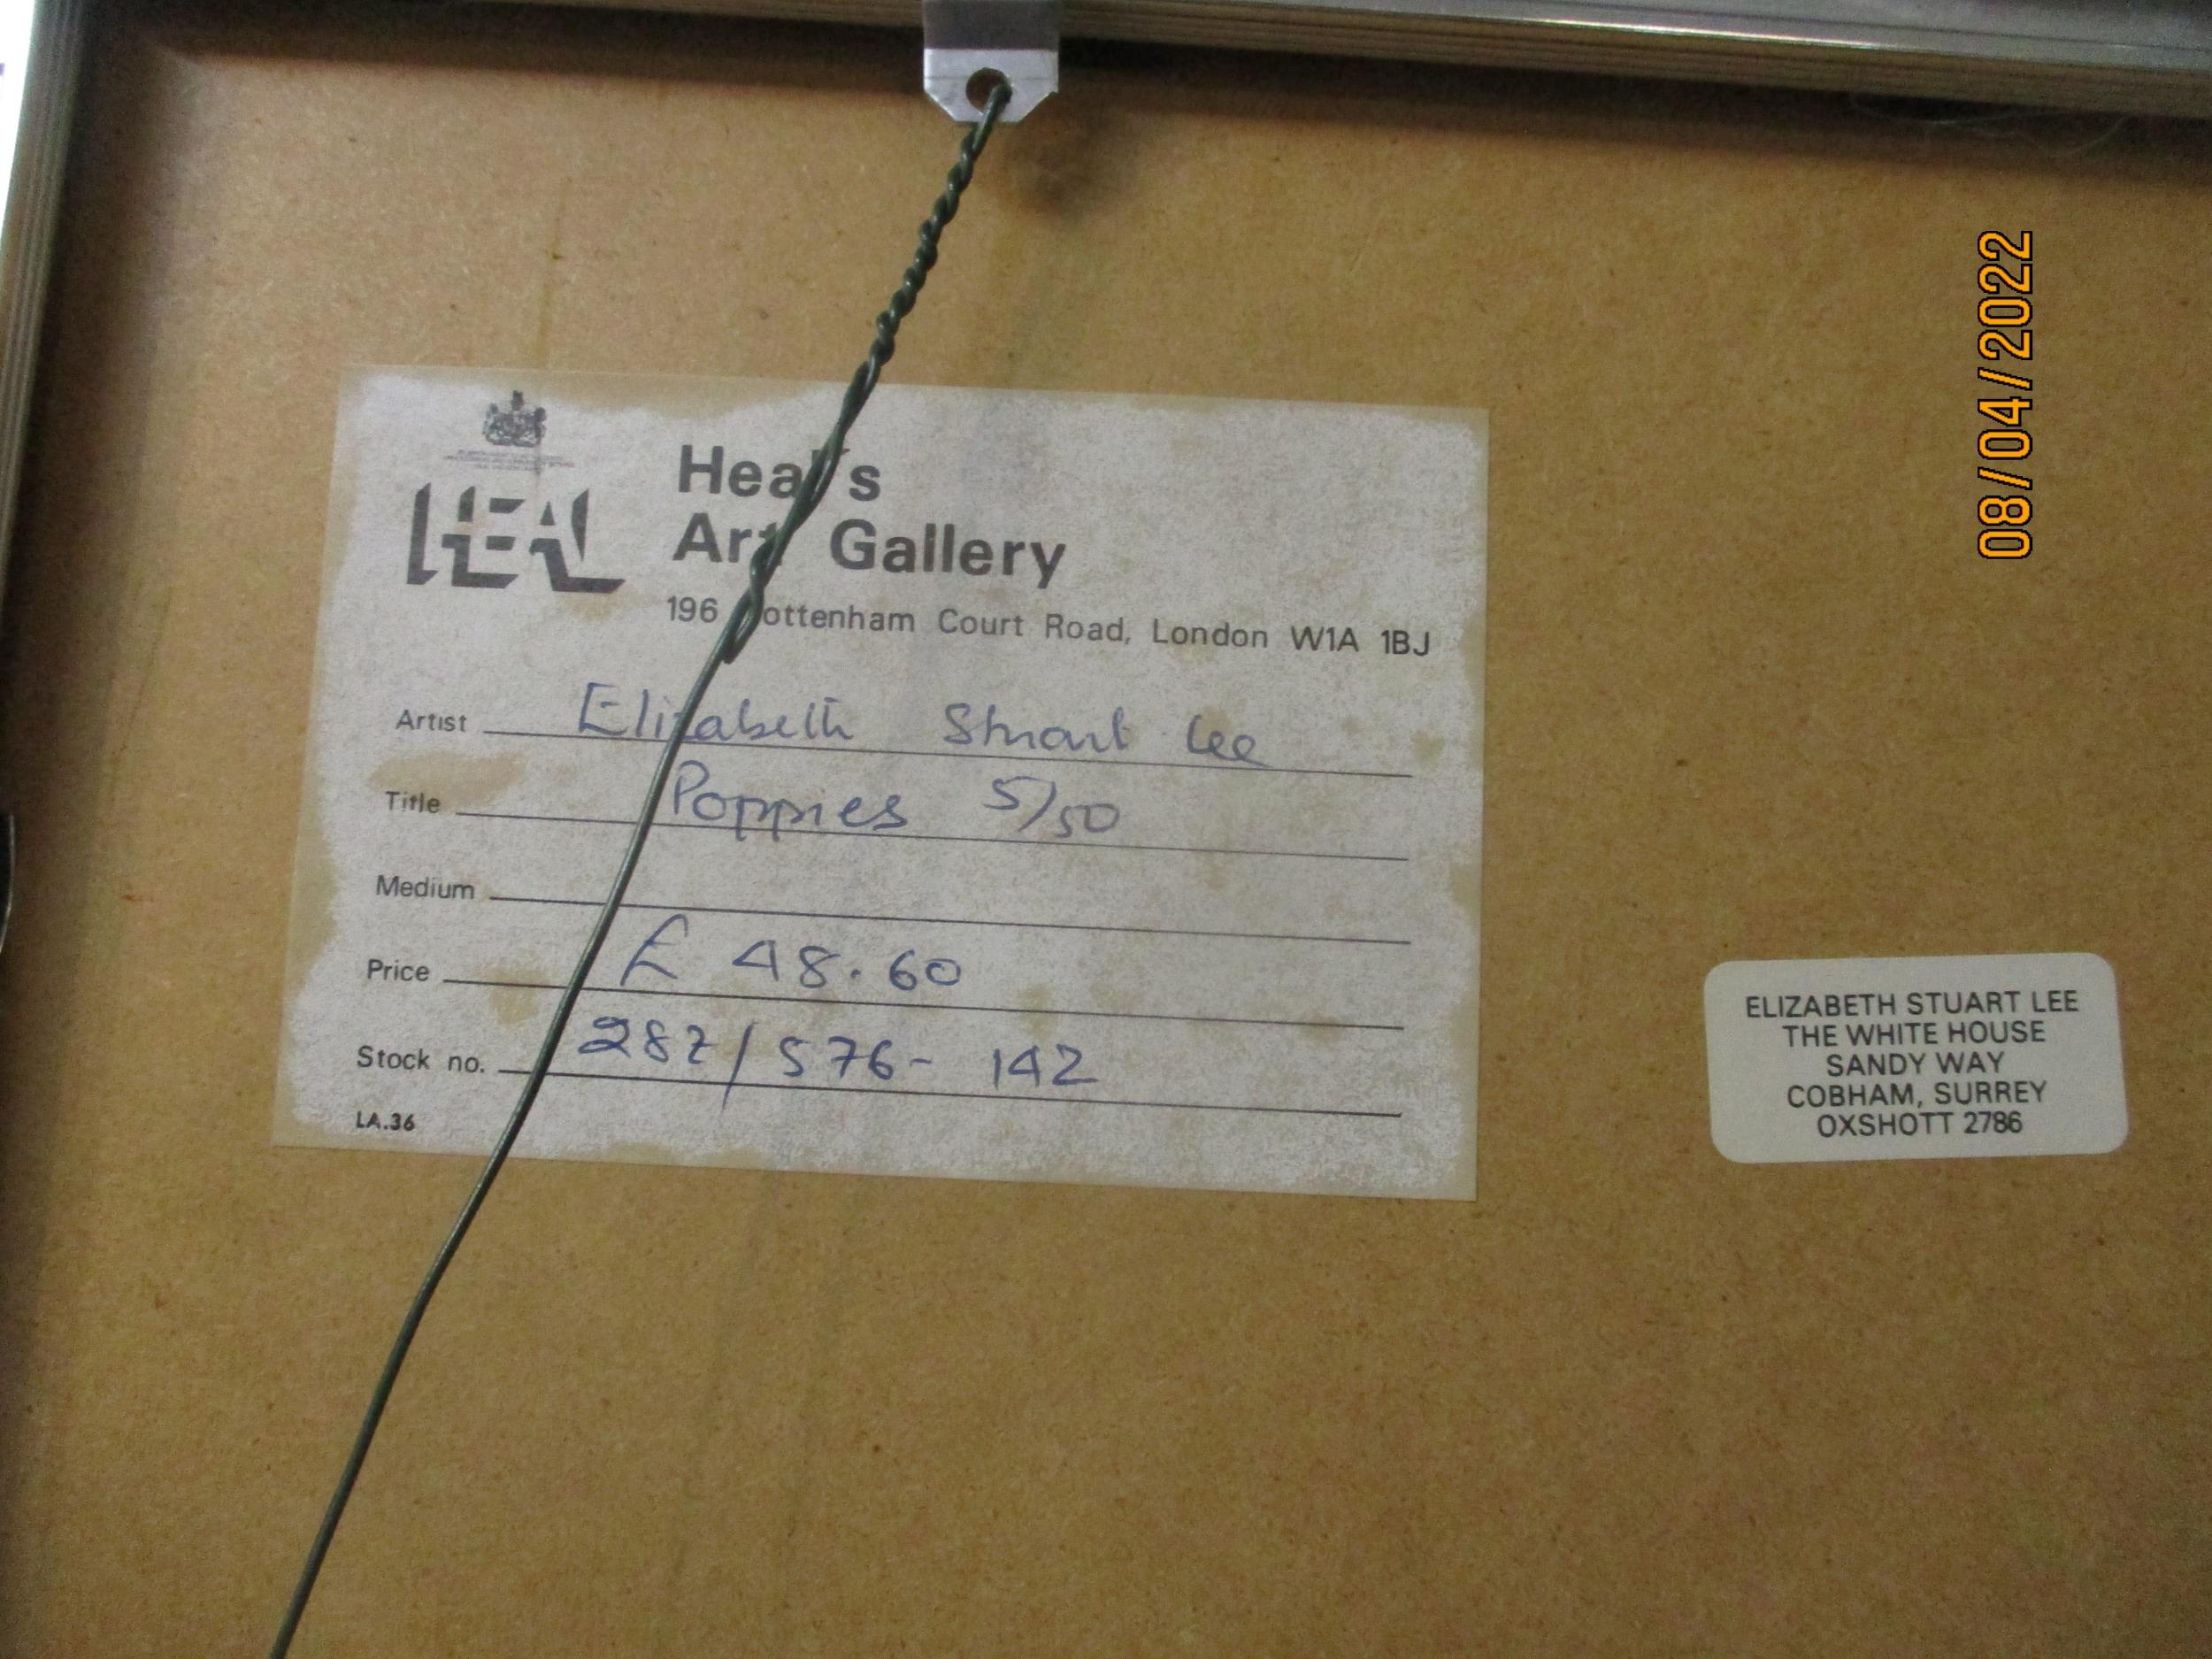 HEAL
Heal's
Art Gallery
196 Tottenham Court Road, London W1A 1BJ
Artist Elizabeth Stuart Lee
Title Poppies 5/50
Medium
Price £ 48.60
Stock no. 287/576- 142
LA.36
ELIZABETH STUART LEE
THE WHITE HOUSE
SANDY WAY
COBHAM, SURREY
OXSHOTT 2786
08/04/2022